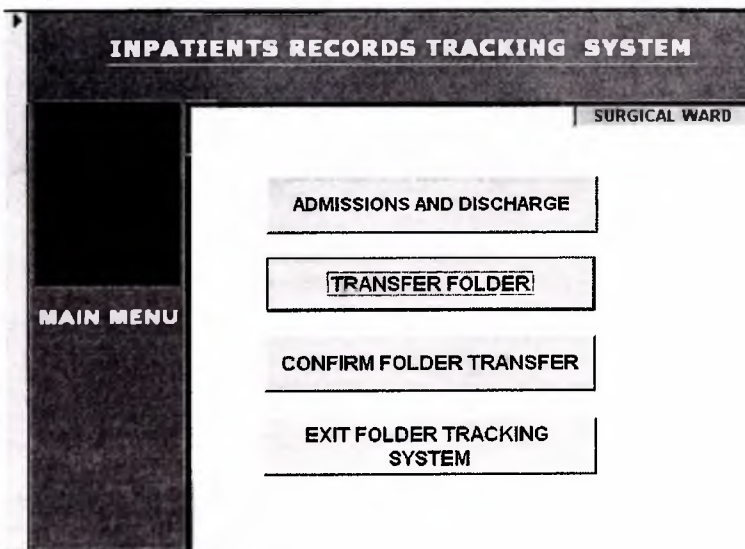 INPATIENTS RECORDS TRACKING SYSTEM
SURGICAL WARD
ADMISSIONS AND DISCHARGE
TRANSFER FOLDER
MAIN MENU
CONFIRM FOLDER TRANSFER
EXIT FOLDER TRACKING
SYSTEM